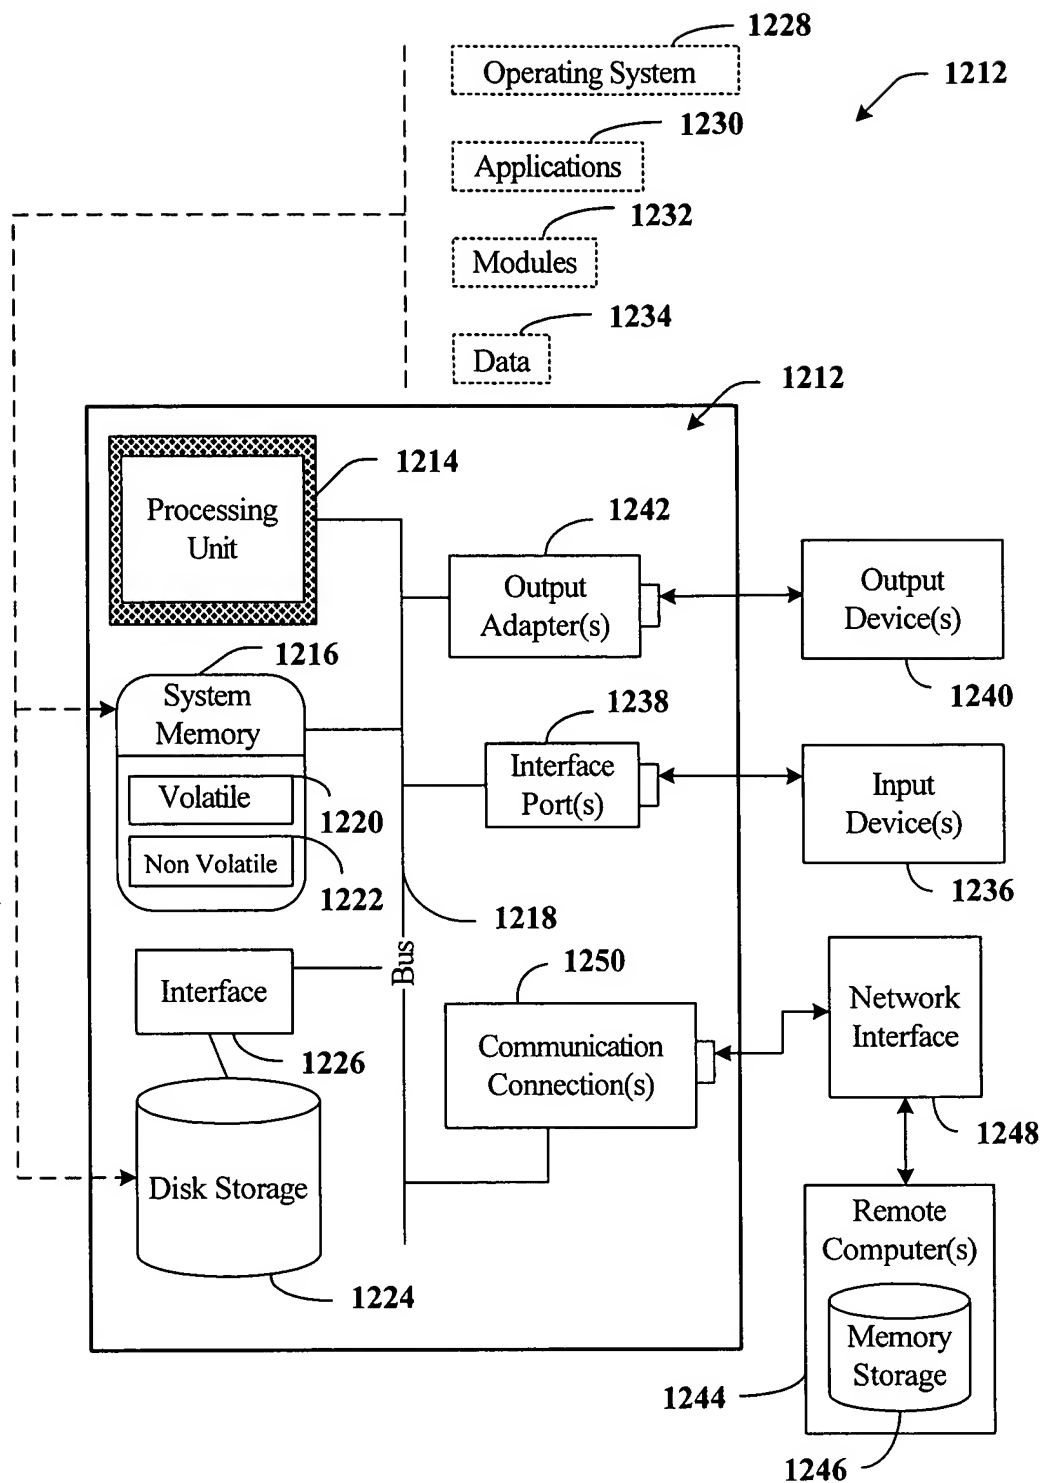 1228
Operating System
1212
1230
Applications
1232
Modules
1234
Data
1212
1214
Processing
Unit
1242
Output
Adapter(s)
Output
Device(s)
1240
1216
System
Memory
1238
Interface
Port(s)
Input
Device(s)
1236
Volatile
1220
Non Volatile
1222
1218
Bus
Interface
1226
1250
Communication
Connection(s)
Network
Interface
1248
Disk Storage
1224
Remote
Computer(s)
Memory
Storage
1244
1246